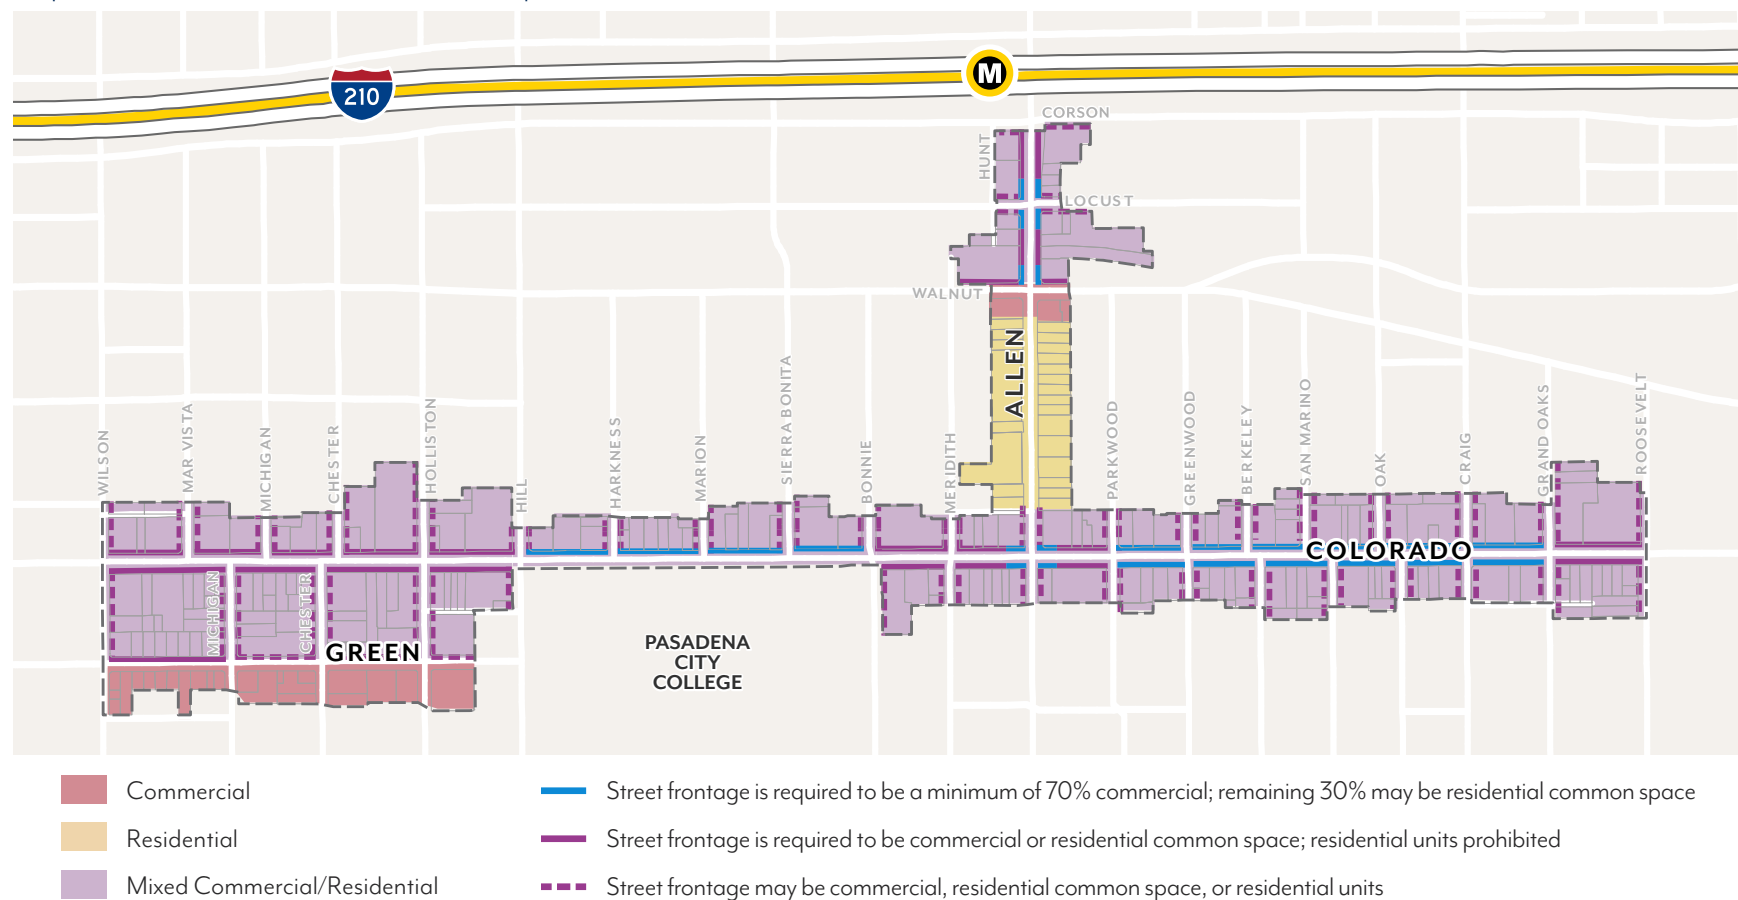 210
M
CORSON
HUNT
LOCUST
WALNUT
ALLEN
WILSON
MAR VISTA
MICHIGAN
CHESTER
HOLLISTON
HILL
HARKNESS
MARION
SIERRA BONITA
BONNIE
MERIDITH
PARKWOOD
GREENWOOD
BERKELEY
SAN MARINO
OAK
CRAIG
GRAND OAKS
ROOSEVELT
COLORADO
MICHIGAN
CHESTER
GREEN
PASADENA
CITY
COLLEGE
Commercial
Street frontage is required to be a minimum of 70% commercial; remaining 30% may be residential common space
Residential
Street frontage is required to be commercial or residential common space; residential units prohibited
Mixed Commercial/Residential
Street frontage may be commercial, residential common space, or residential units